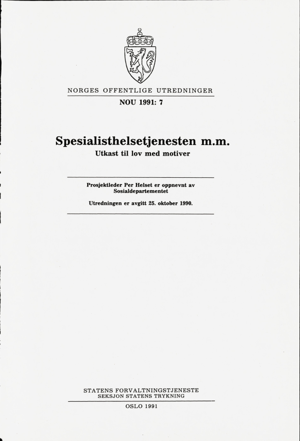 NORGES OFFENTLIGE UTREDNINGER
NOU 1991: 7
Spesialisthelsetjenesten m.m.
Utkast til lov med motiver
Prosjektleder Per Helset er oppnevnt av
Sosialdepartementet
Utredningen er avgitt 25. oktober 1990.
STATENS FORVALTNINGSTJENESTE
SEKSJON STATENS TRYKNING
OSLO 1991